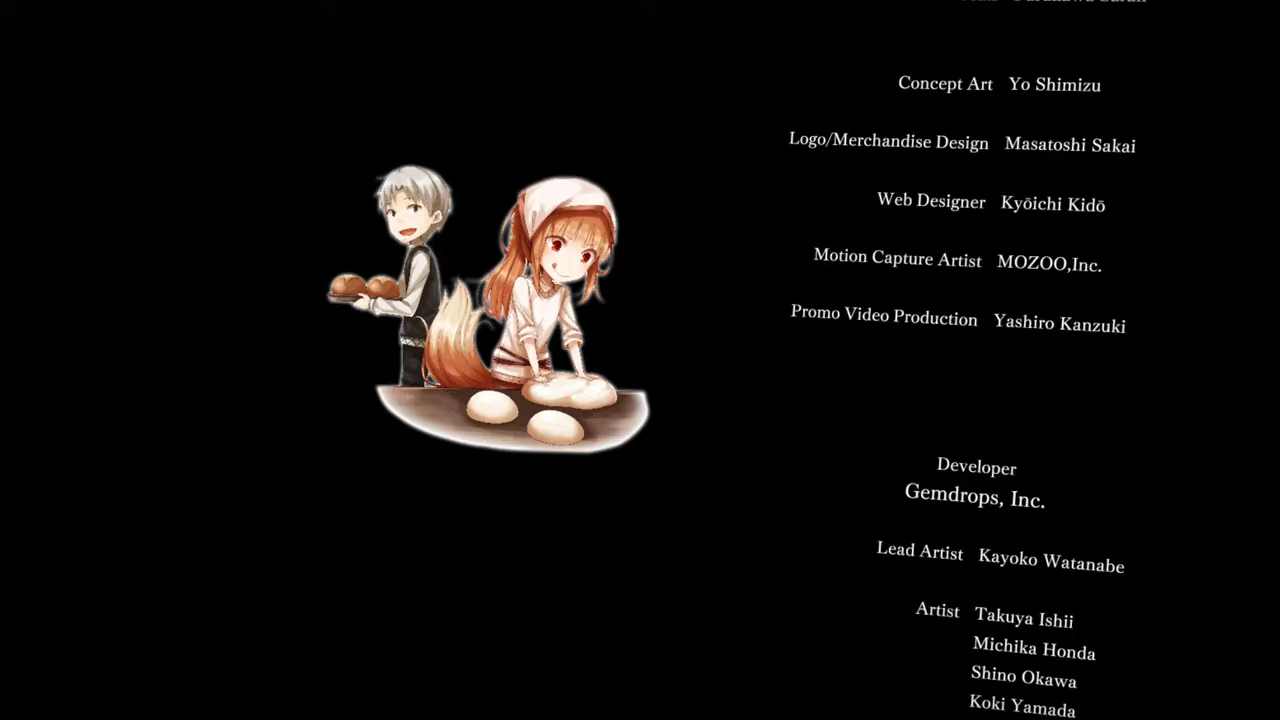 Concept Art Yo Shimizu
Logo/Merchandise Design Masatoshi Sakai
Web Designer Kyōichi Kidō
Motion Capture Artist MOZOO,Inc.
Promo Video Production Yashiro Kanzuki
Developer
Gemdrops, Inc.
Lead Artist Kayoko Watanabe
Artist Takuya Ishii
Michika Honda
Shino Okawa
Koki Yamada